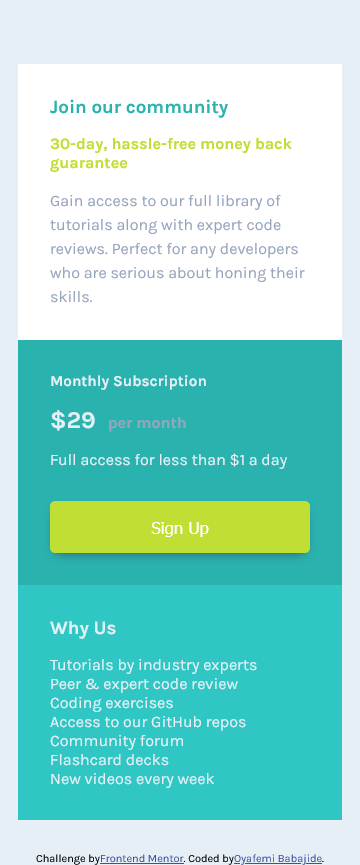 Join our community
30-day, hassle-free money back
guarantee
Gain access to our full library of
tutorials along with expert code
reviews. Perfect for any developers
who are serious about honing their
skills.
Monthly Subscription
$29 per month
Full access for less than $1 a day
Sign Up
Why Us
Tutorials by industry experts
Peer & expert code review
Coding exercises
Access to our GitHub repos
Community forum
Flashcard decks
New videos every week
Challenge by Frontend Mentor. Coded by Oyafemi Babajide.